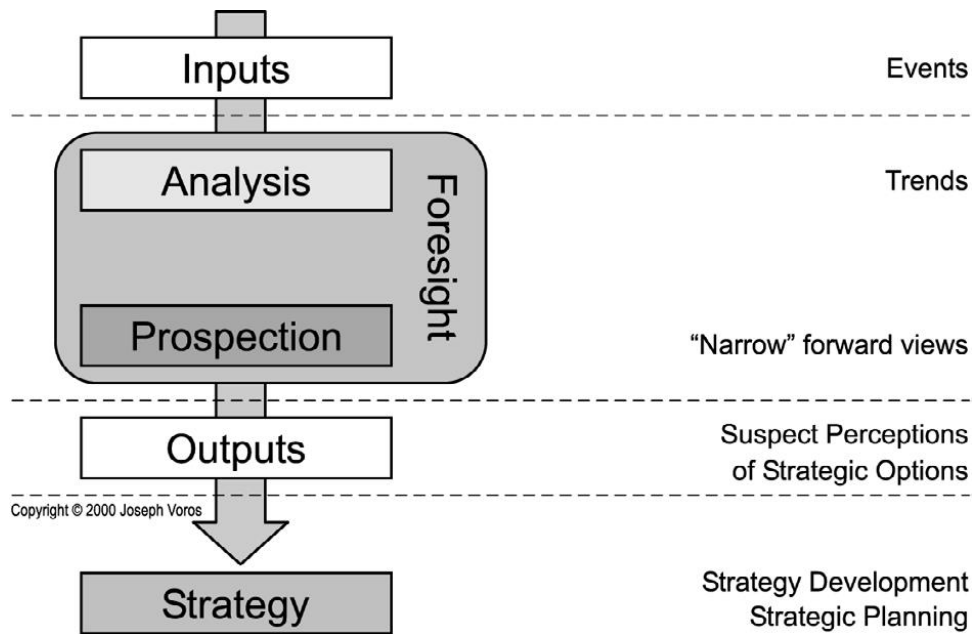 Inputs
Events
Analysis
Trends
Foresight
Prospection
“Narrow” forward views
Outputs
Suspect Perceptions
of Strategic Options
Copyright © 2000 Joseph Voros
Strategy
Strategy Development
Strategic Planning